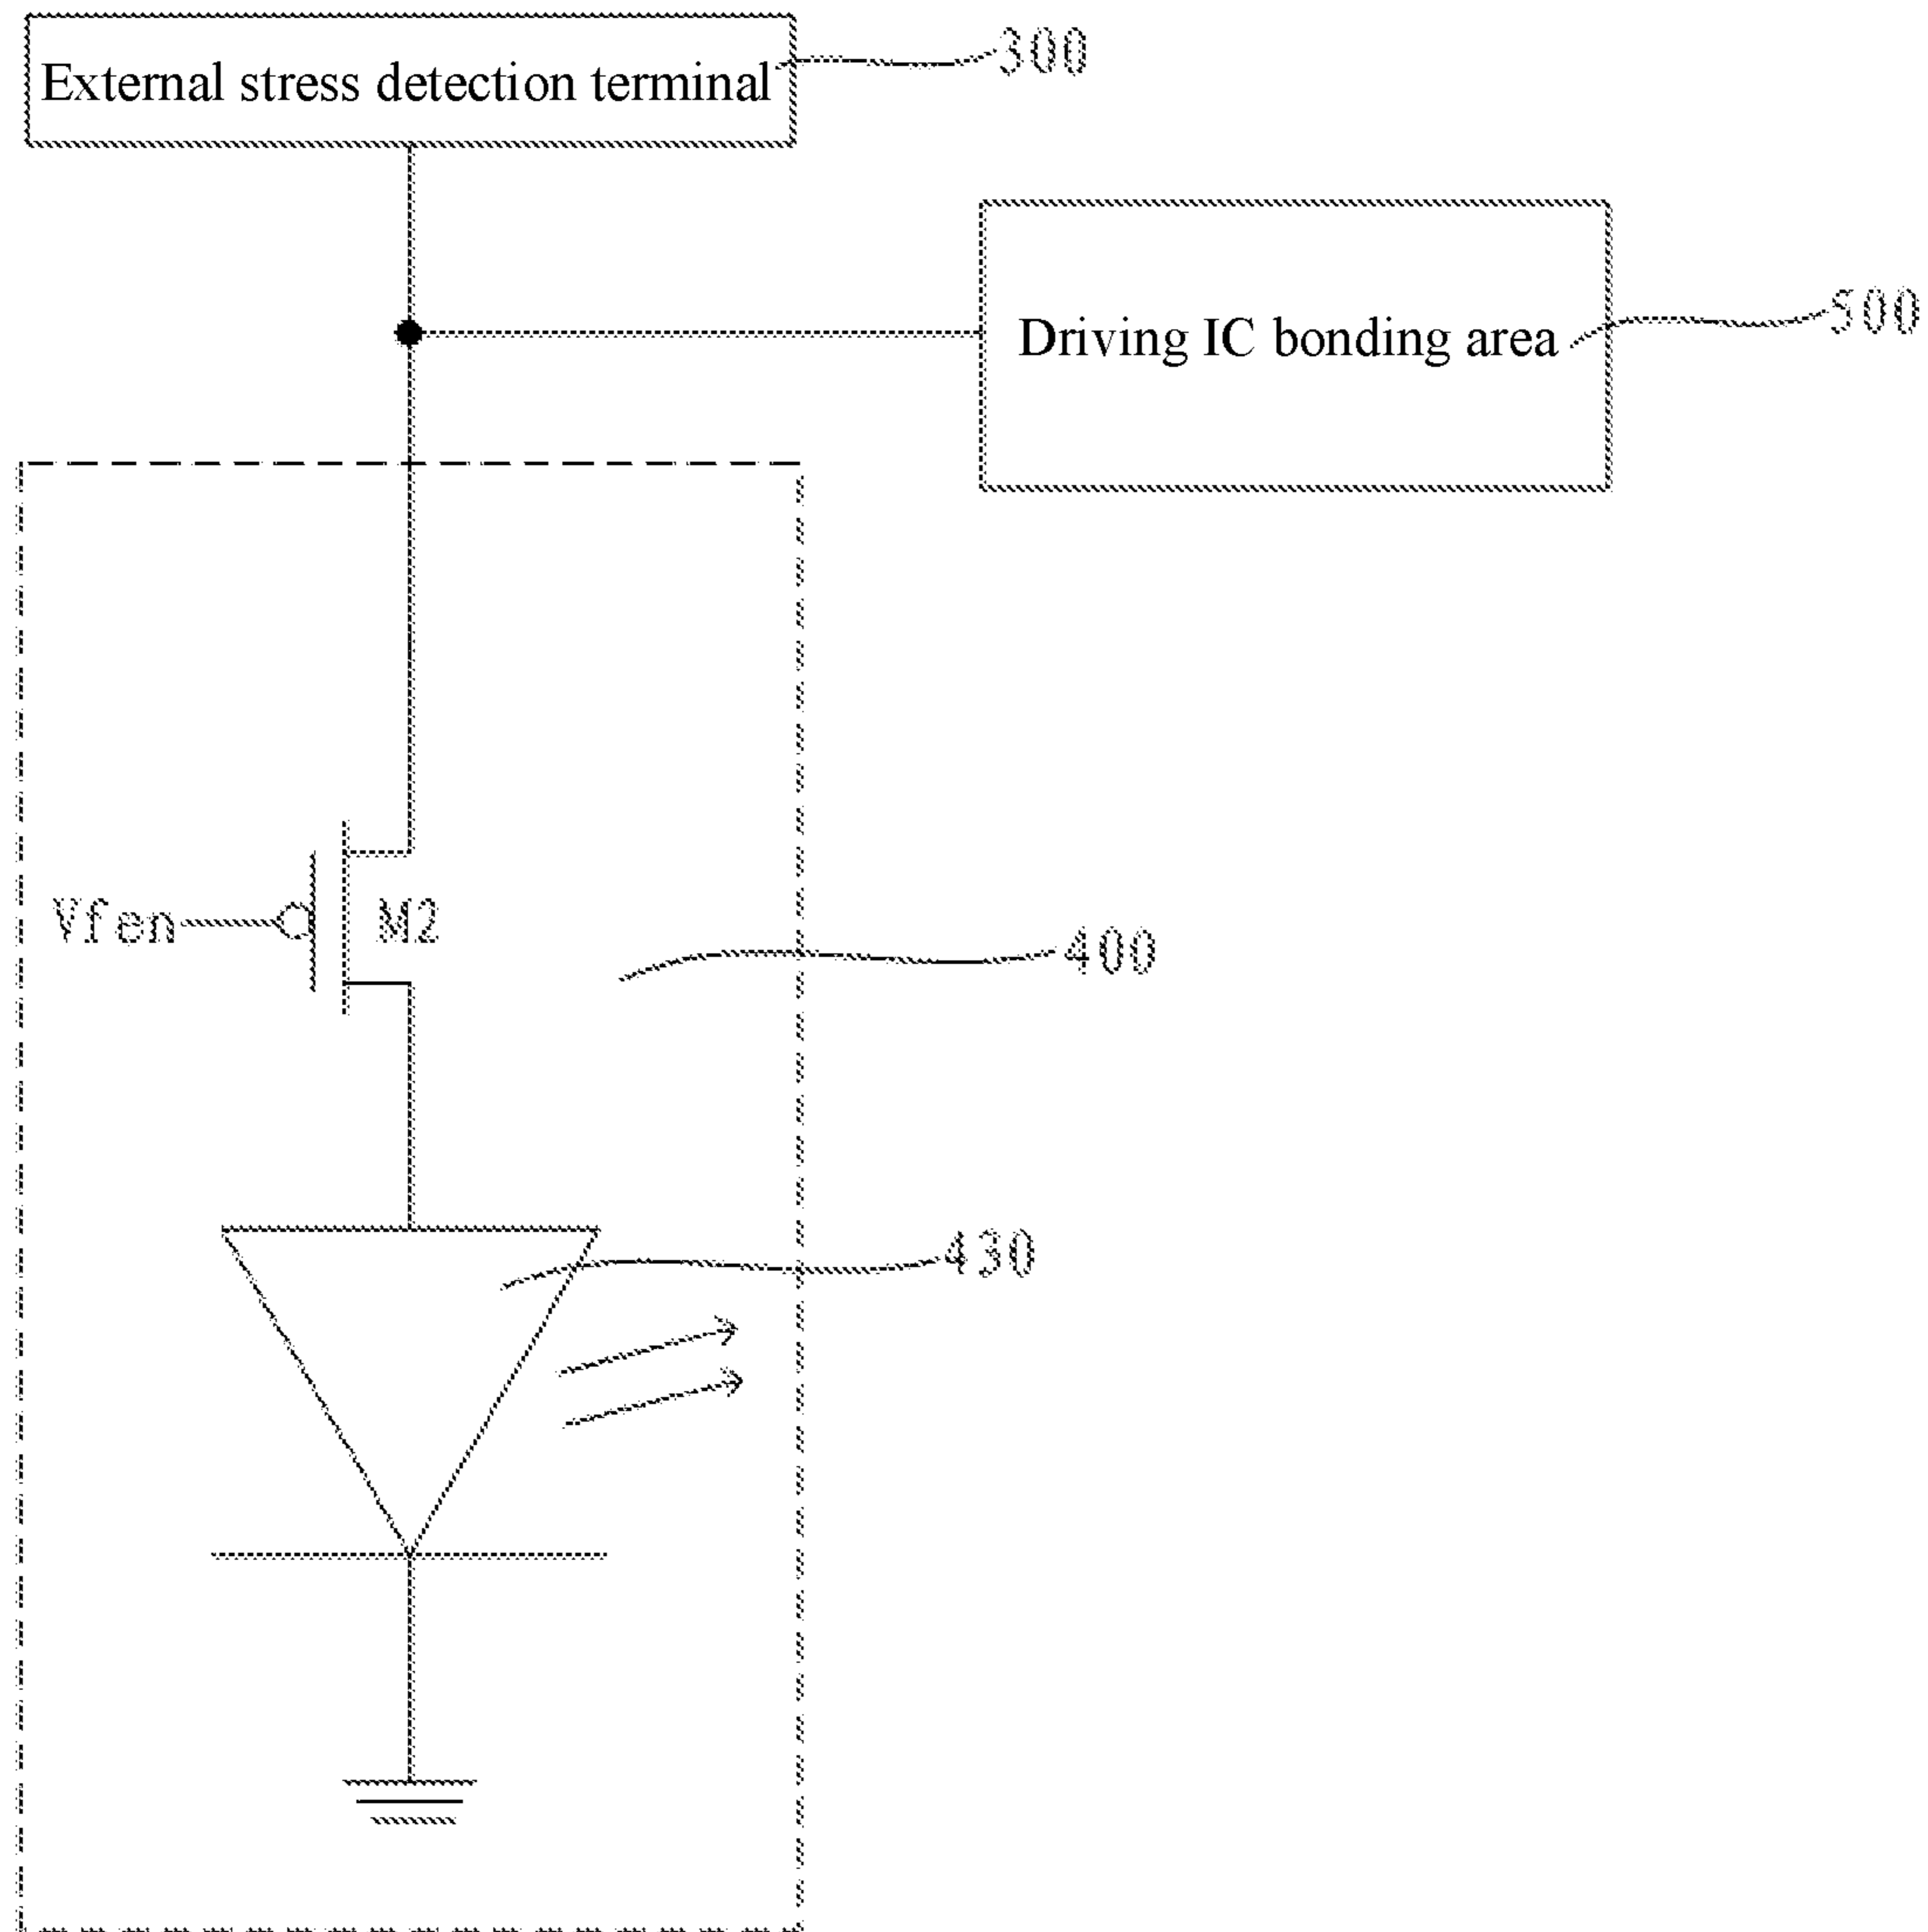 External stress detection terminal
300
Driving IC bonding area
500
Vfen
M2
400
430